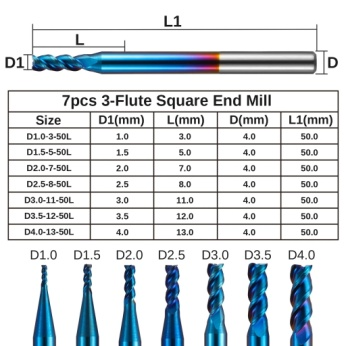 L1
L
D1
D
7pcs 3-Flute Square End Mill
Size D1(mm) L(mm) D(mm) L1(mm)
D1.0-3-50L 1.0 3.0 4.0 50.0
D1.5-5-50L 1.5 5.0 4.0 50.0
D2.0-7-50L 2.0 7.0 4.0 50.0
D2.5-8-50L 2.5 8.0 4.0 50.0
D3.0-11-50L 3.0 11.0 4.0 50.0
D3.5-12-50L 3.5 12.0 4.0 50.0
D4.0-13-50L 4.0 13.0 4.0 50.0
D1.0 D1.5 D2.0 D2.5 D3.0 D3.5 D4.0